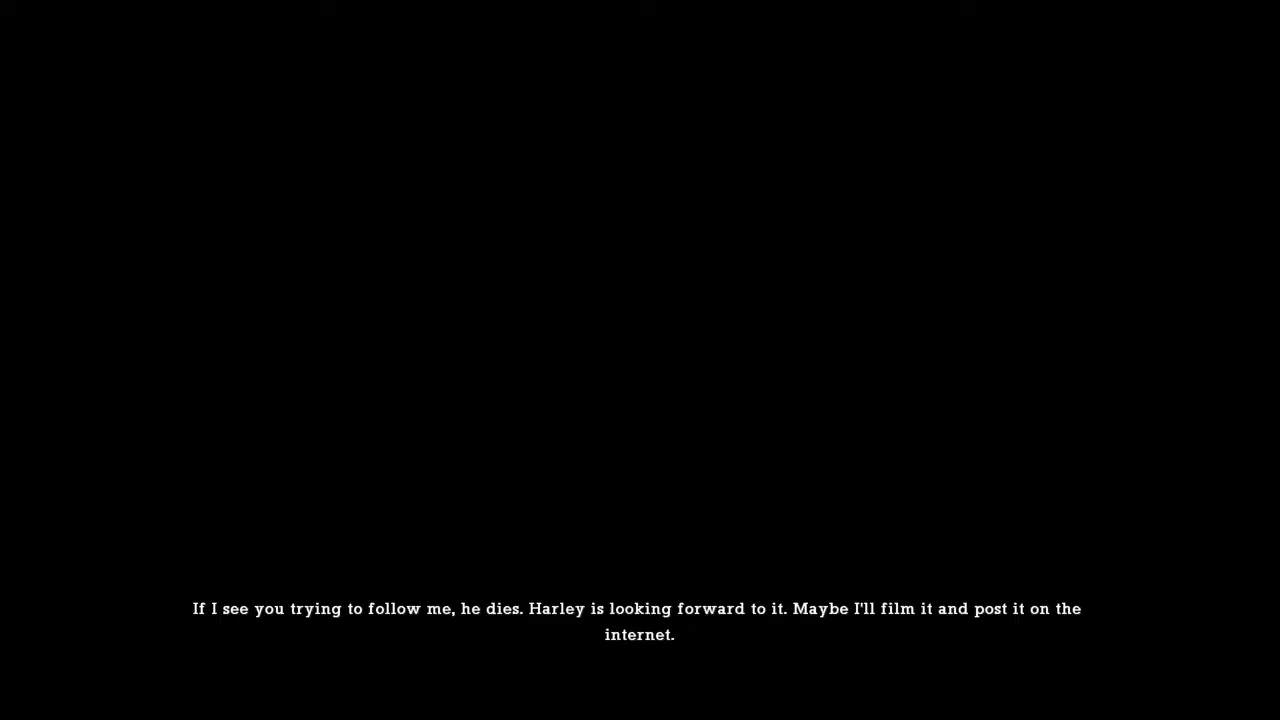 If I see you trying to follow me, he dies. Harley is looking forward to it. Maybe I'll film it and post it on the
internet.